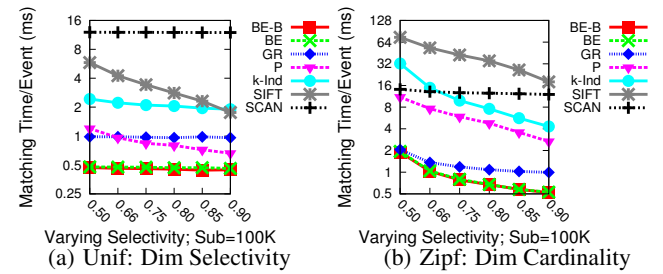 Matching Time/Event (ms)
16
8
4
2
1
0.5
0.25
0.50
0.66
0.75
0.80
0.85
0.90
Varying Selectivity; Sub=100K
BE-B
BE
GR
P
k-Ind
SIFT
SCAN
(a) Unif: Dim Selectivity
Matching Time/Event (ms)
128
63
32
14
8
4
2
1
0.5
0.50
0.66
0.75
0.80
0.85
0.90
Varying Selectivity; Sub=100K
BE-B
BE
GR
P
k-Ind
SIFT
SCAN
(b) Zipf: Dim Cardinality